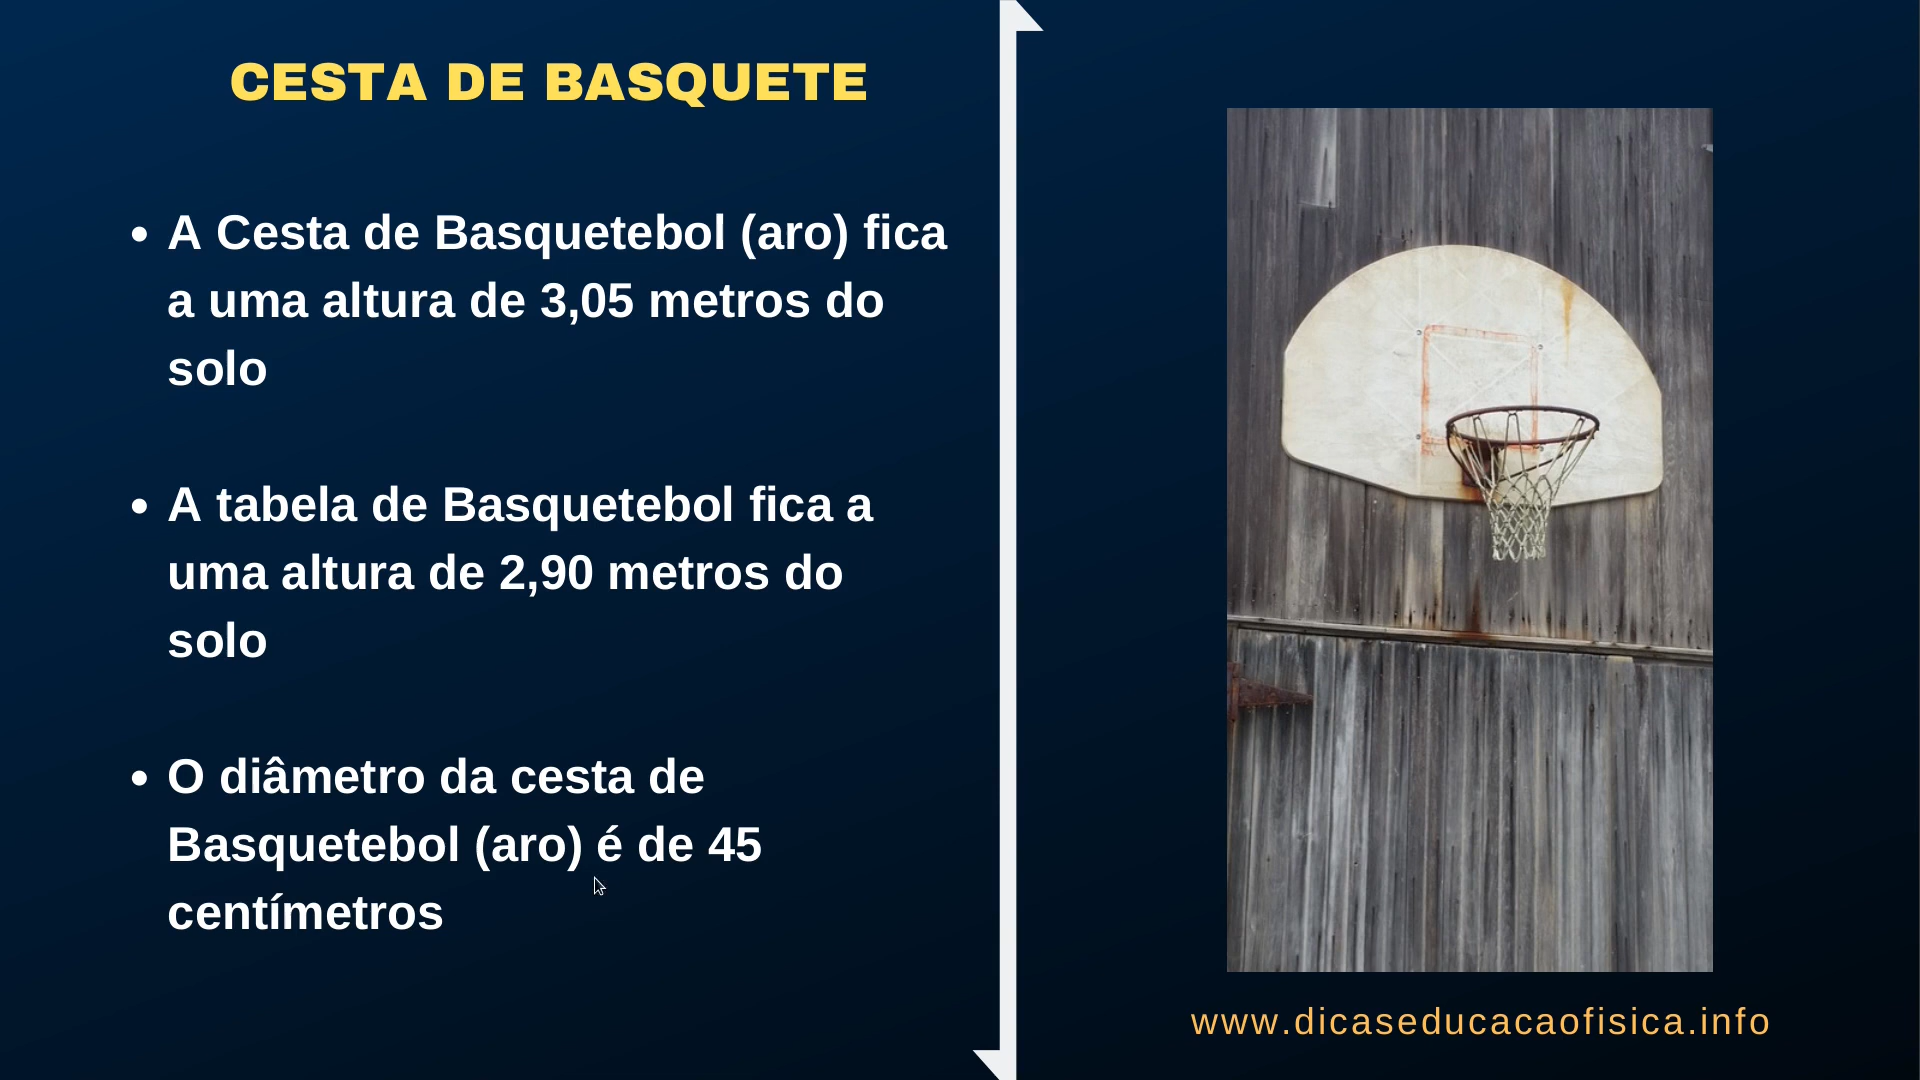 CESTA DE BASQUETE
• A Cesta de Basquetebol (aro) fica
a uma altura de 3,05 metros do
solo
• A tabela de Basquetebol fica a
uma altura de 2,90 metros do
solo
• O diâmetro da cesta de
Basquetebol (aro) é de 45
centímetros
www.dicaseducacaofisica.info